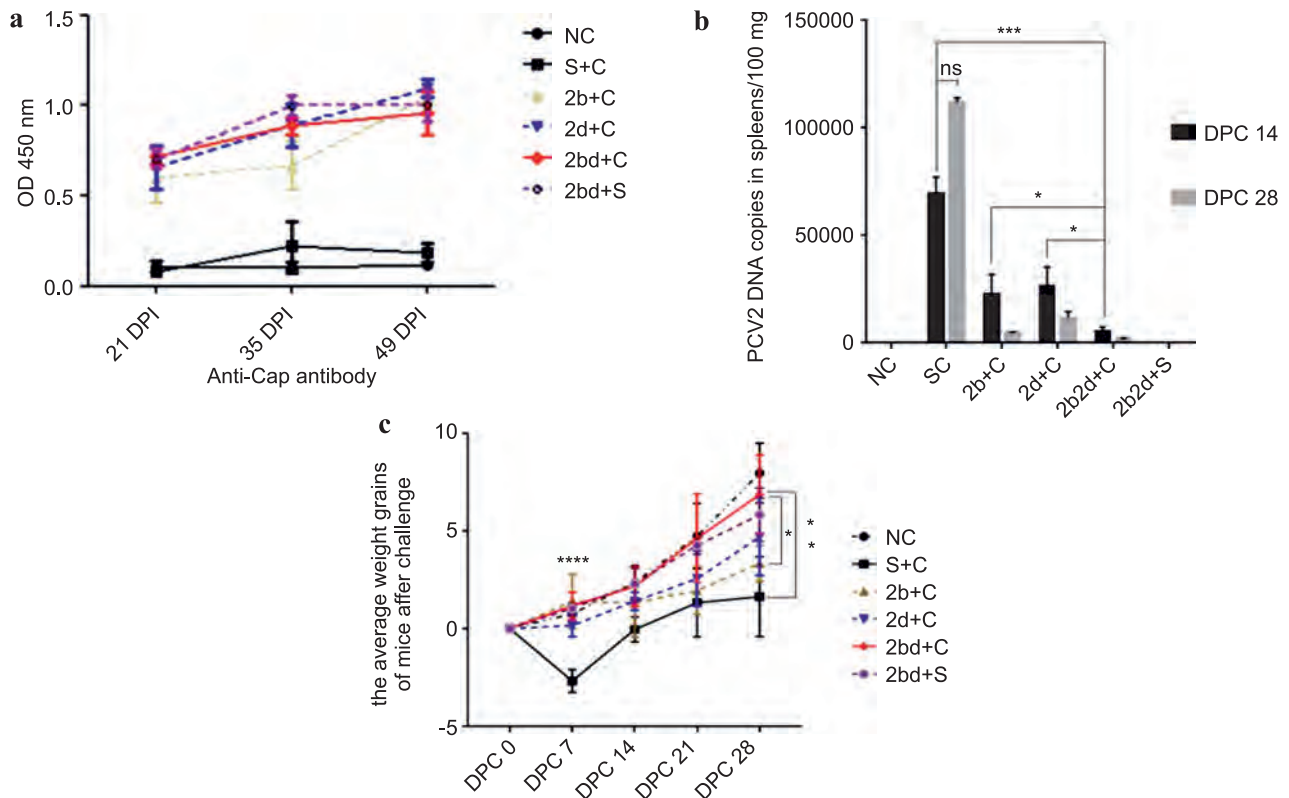 a
1.5
1.0
0.5
0.0
OD 450 nm
21 DPI
35 DPI
49 DPI
Anti-Cap antibody
NC
S+C
2b+C
2d+C
2bd+C
2bd+S
b
150000
100000
50000
0
PCV2 DNA copies in spleens/100 mg
***
ns
*
*
NC
SC
2b+C
2d+C
2b2d+C
2b2d+S
DPC 14
DPC 28
c
10
5
0
-5
the average weight grains
of mice affer challenge
****
*
*
*
DPC 0
DPC 7
DPC 14
DPC 21
DPC 28
NC
S+C
2b+C
2d+C
2bd+C
2bd+S